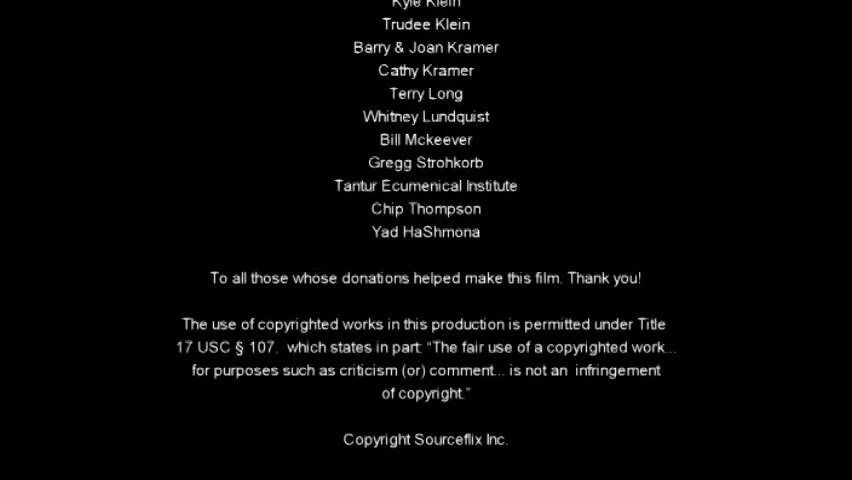 Kyle Klein
Trudee Klein
Barry & Joan Kramer
Cathy Kramer
Terry Long
Whitney Lundquist
Bill Mckeever
Gregg Strohkorb
Tantur Ecumenical Institute
Chip Thompson
Yad HaShmona
To all those whose donations helped make this film. Thank you!
The use of copyrighted works in this production is permitted under Title
17 USC § 107, which states in part: “The fair use of a copyrighted work...
for purposes such as criticism (or) comment... is not an infringement
of copyright.”
Copyright Sourceflix Inc.